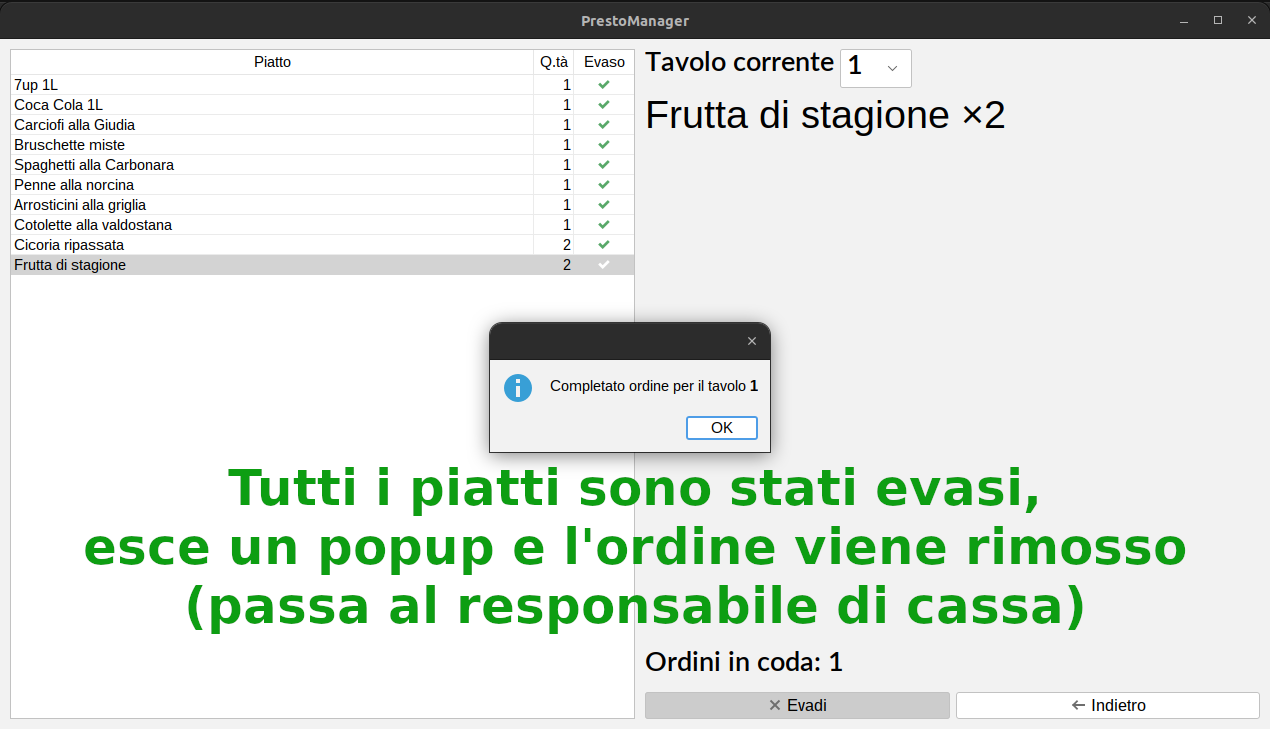 PrestoManager
Piatto Q.tà Evaso
7up 1L 1
Coca Cola 1L 1
Carciofi alla Giudia 1
Bruschette miste 1
Spaghetti alla Carbonara 1
Penne alla norcina 1
Arrosticini alla griglia 1
Cotolette alla valdostana 1
Cicoria ripassata 2
Frutta di stagione 2
Tavolo corrente 1
Frutta di stagione ×2
Completato ordine per il tavolo 1
OK
Tutti i piatti sono stati evasi,
esce un popup e l'ordine viene rimosso
(passa al responsabile di cassa)
Ordini in coda: 1
Evadi
Indietro